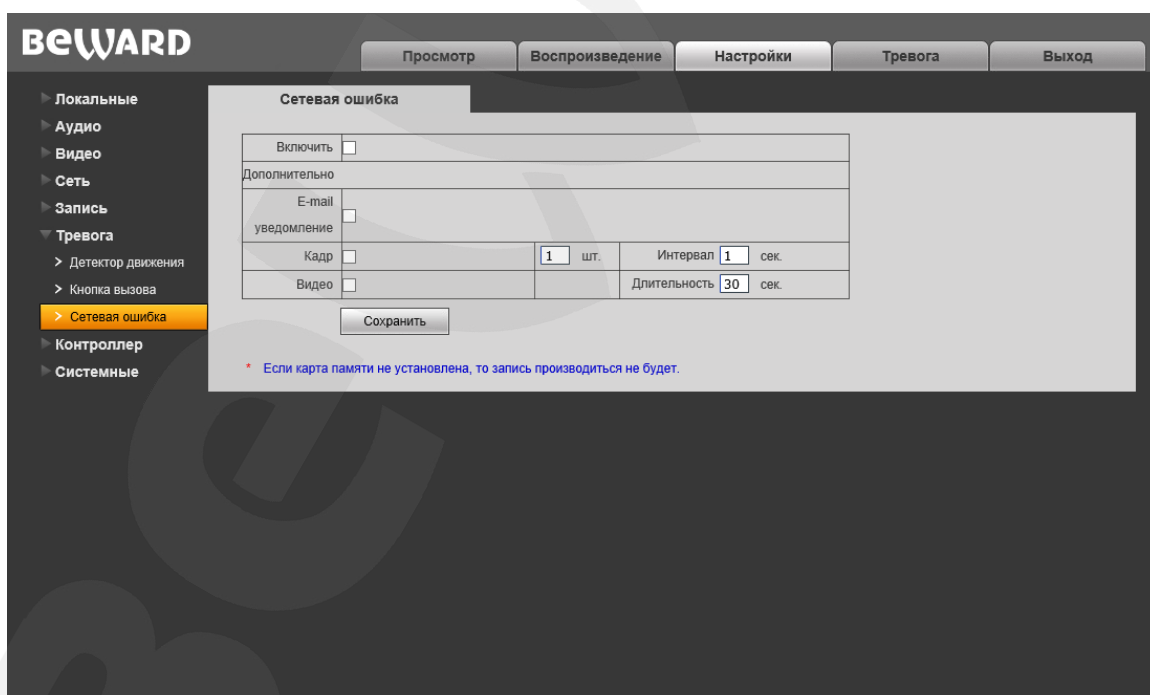 BEWARD
Просмотр Воспроизведение Настройки Тревога Выход
Локальные
Аудио
Видео
Сеть
Запись
Тревога
Детектор движения
Кнопка вызова
Сетевая ошибка
Контроллер
Системные
Сетевая ошибка
Включить
Дополнительно
E-mail
уведомление
Кадр 1 шт. Интервал 1 сек.
Видео Длительность 30 сек.
Сохранить
* Если карта памяти не установлена, то запись производиться не будет.